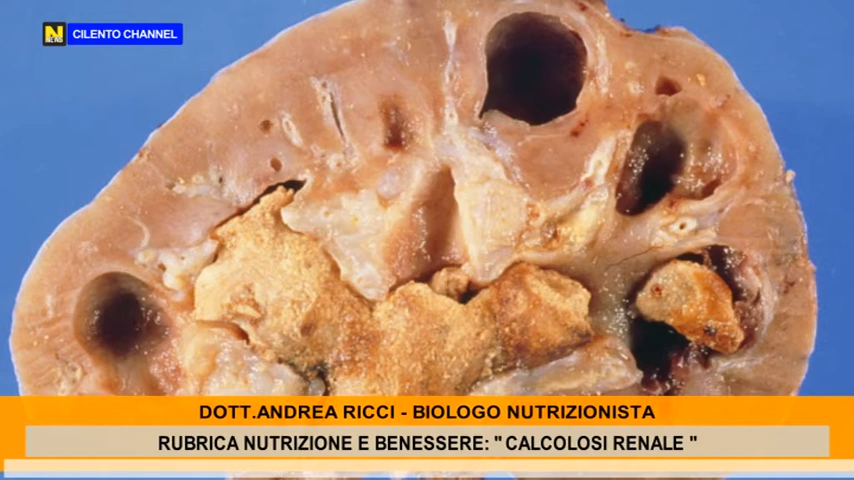 CILENTO CHANNEL
DOTT.ANDREA RICCI - BIOLOGO NUTRIZIONISTA
RUBRICA NUTRIZIONE E BENESSERE: " CALCOLOSI RENALE "